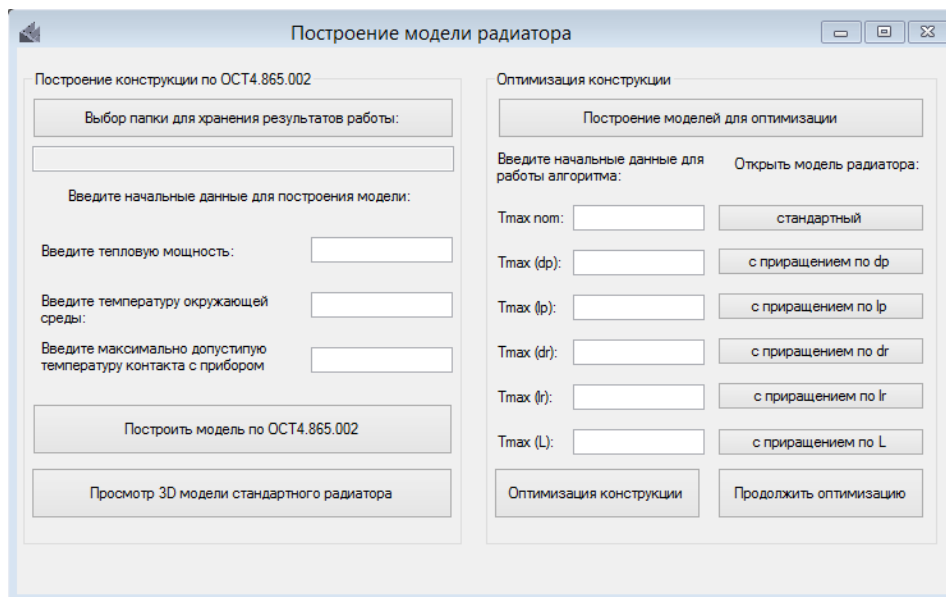 Построение модели радиатора
Построение конструкции по ОСТ4.865.002
Выбор папки для хранения результатов работы:
Введите начальные данные для построения модели:
Введите тепловую мощность:
Введите температуру окружающей
среды:
Введите максимально допустипую
температуру контакта с прибором
Построить модель по ОСТ4.865.002
Просмотр 3D модели стандартного радиатора
Оптимизация конструкции
Построение моделей для оптимизации
Введите начальные данные для
работы алгоритма:
Открыть модель радиатора:
Tmax nom:
стандартный
Tmax (dp):
с приращением по dp
Tmax (lp):
с приращением по lp
Tmax (dr):
с приращением по dr
Tmax (lr):
с приращением по lr
Tmax (L):
с приращением по L
Оптимизация конструкции
Продолжить оптимизацию